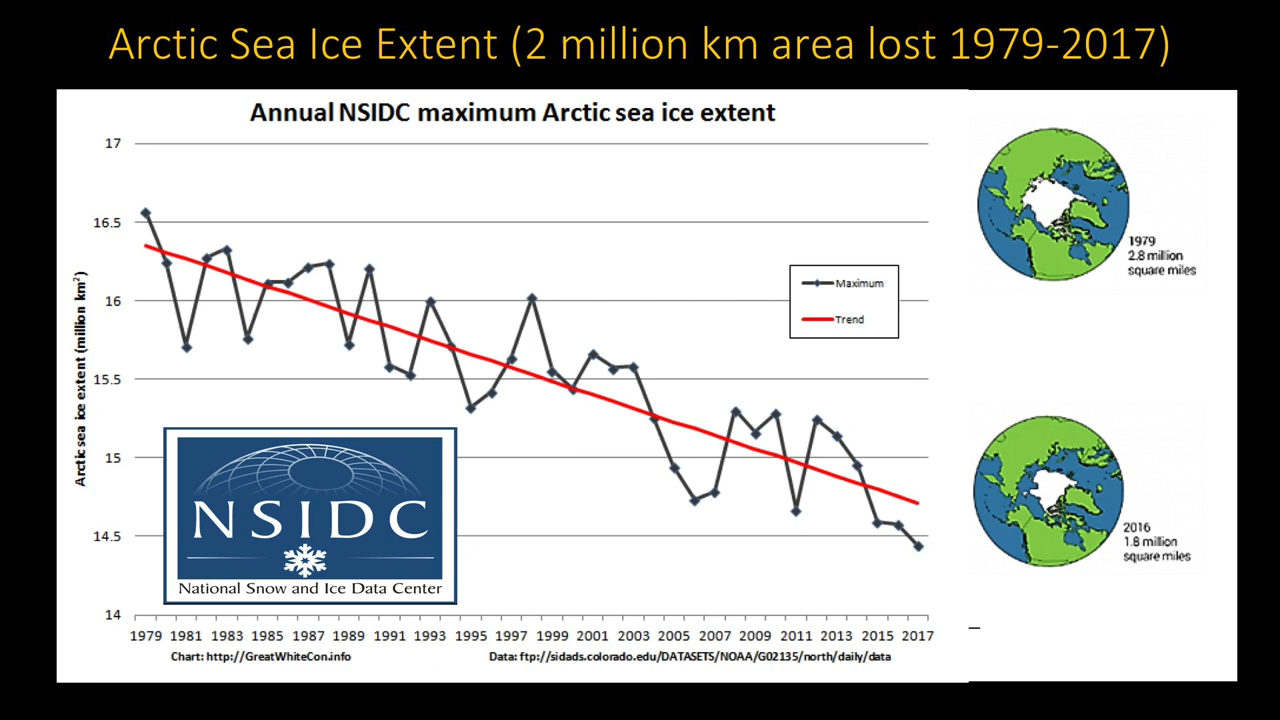 Arctic Sea Ice Extent (2 million km area lost 1979-2017)
Annual NSIDC maximum Arctic sea ice extent
Arctic sea ice extent (million km²)
17
16.5
16
15.5
15
14.5
14
1979 1981 1983 1985 1987 1989 1991 1993 1995 1997 1999 2001 2003 2005 2007 2009 2011 2013 2015 2017
Maximum
Trend
NSIDC
National Snow and Ice Data Center
Chart: http://GreatWhiteCon.info
Data: ftp://sidads.colorado.edu/DATASETS/NOAA/G02135/north/daily/data
1979
2.8 million
square miles
2016
1.8 million
square miles